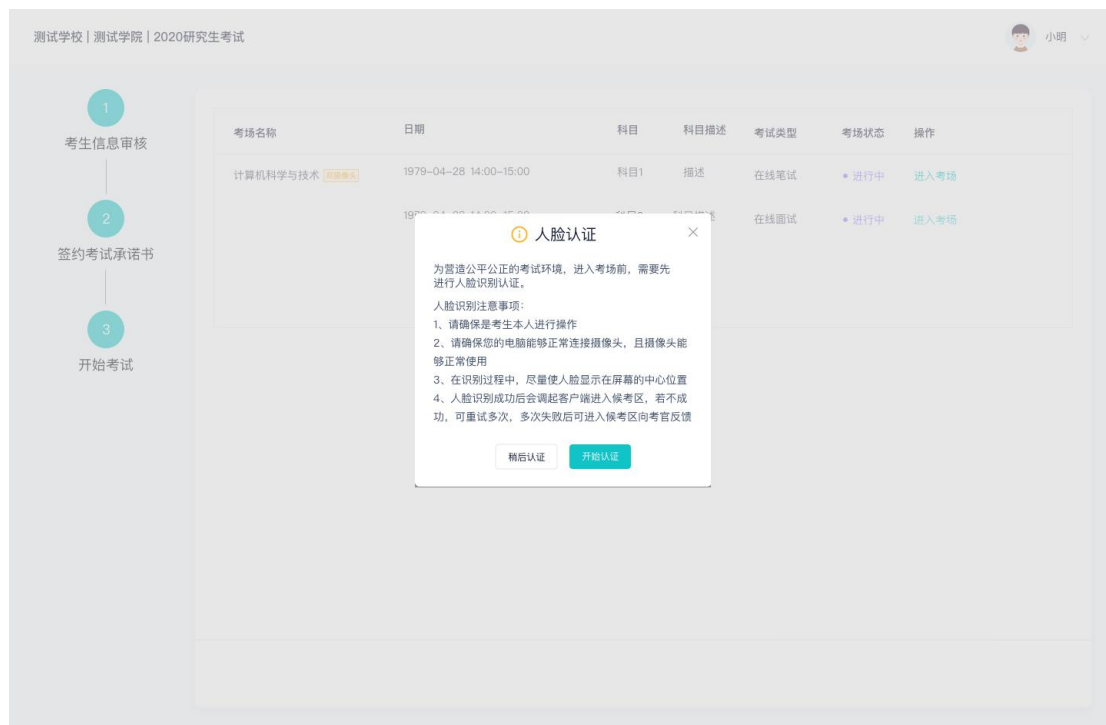 测试学校 | 测试学院 | 2020研究生考试
小明
1
考生信息审核
2
签约考试承诺书
3
开始考试
考场名称 日期 科目 科目描述 考试类型 考场状态 操作
计算机科学与技术 1979-04-28 14:00-15:00 科目1 描述 在线笔试 进行中 进入考场
在线面试 进行中 进入考场
人脸认证
为营造公平公正的考试环境，进入考场前，需要先
进行人脸识别认证。
人脸识别注意事项：
1、请确保是考生本人进行操作
2、请确保您的电脑能够正常连接摄像头，且摄像头能
够正常使用
3、在识别过程中，尽量使人脸显示在屏幕的中心位置
4、人脸识别成功后会调起客户端进入候考区，若不成
功，可重试多次，多次失败后可进入候考区向考官反馈
稍后认证 开始认证